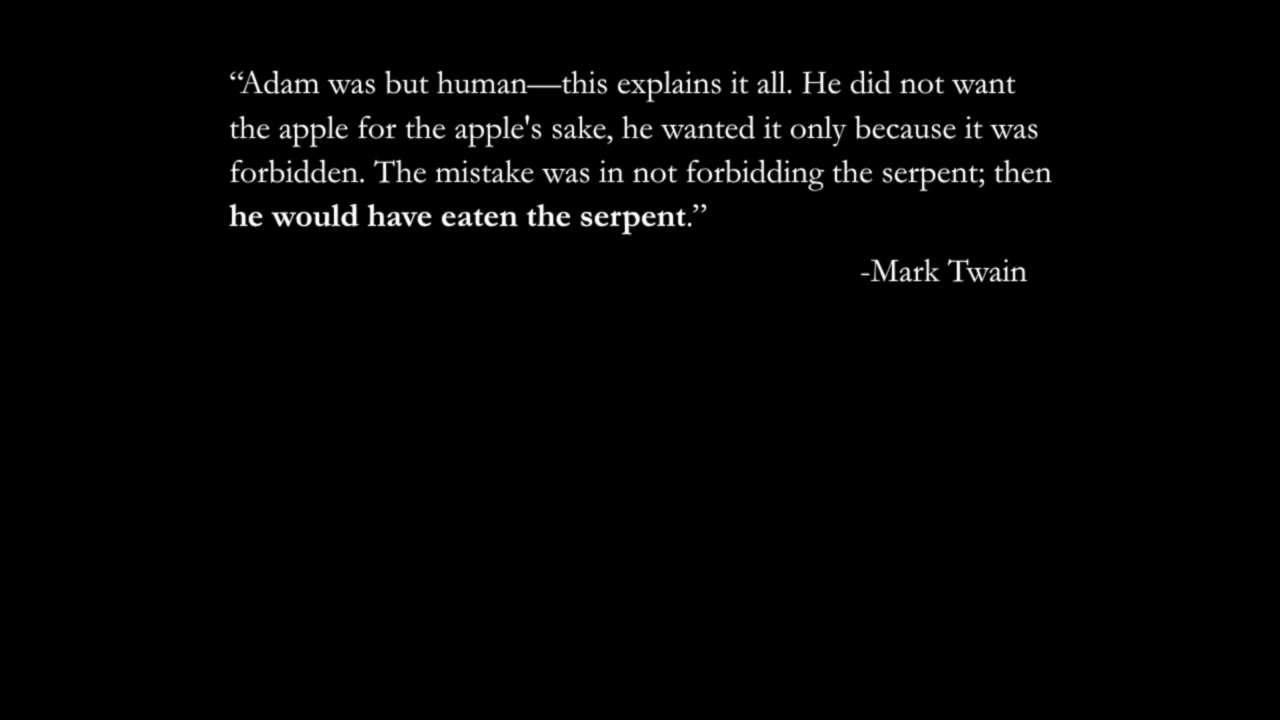 “Adam was but human—this explains it all. He did not want
the apple for the apple's sake, he wanted it only because it was
forbidden. The mistake was in not forbidding the serpent; then
he would have eaten the serpent.”
-Mark Twain